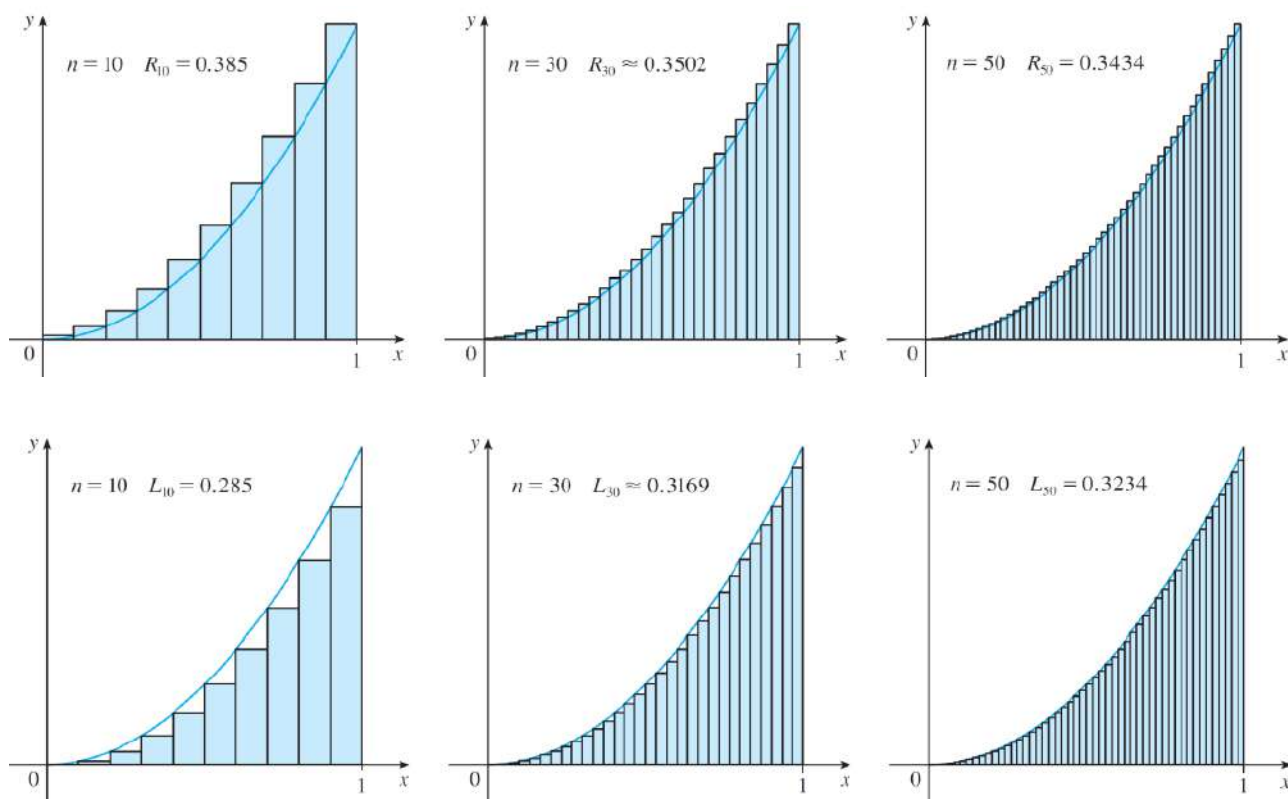 y
n = 10 R₁₀ = 0.385
0
1
x
y
n = 30 R₃₀ ≈ 0.3502
0
1
x
y
n = 50 R₅₀ = 0.3434
0
1
x
y
n = 10 L₁₀ = 0.285
0
1
x
y
n = 30 L₃₀ ≈ 0.3169
0
1
x
y
n = 50 L₅₀ = 0.3234
0
1
x